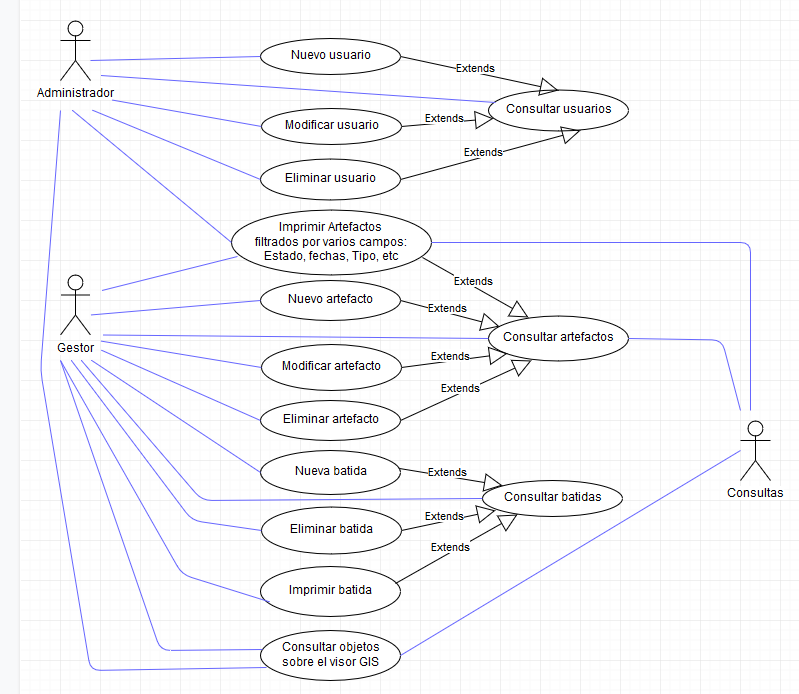 Nuevo usuario
Extends
Administrador
Consultar usuarios
Modificar usuario
Extends
Extends
Eliminar usuario
Imprimir Artefactos
filtrados por varios campos:
Estado, fechas, Tipo, etc
Extends
Nuevo artefacto
Extends
Gestor
Consultar artefactos
Modificar artefacto
Extends
Extends
Eliminar artefacto
Nueva batida
Extends
Consultas
Consultar batidas
Extends
Eliminar batida
Extends
Imprimir batida
Consultar objetos
sobre el visor GIS